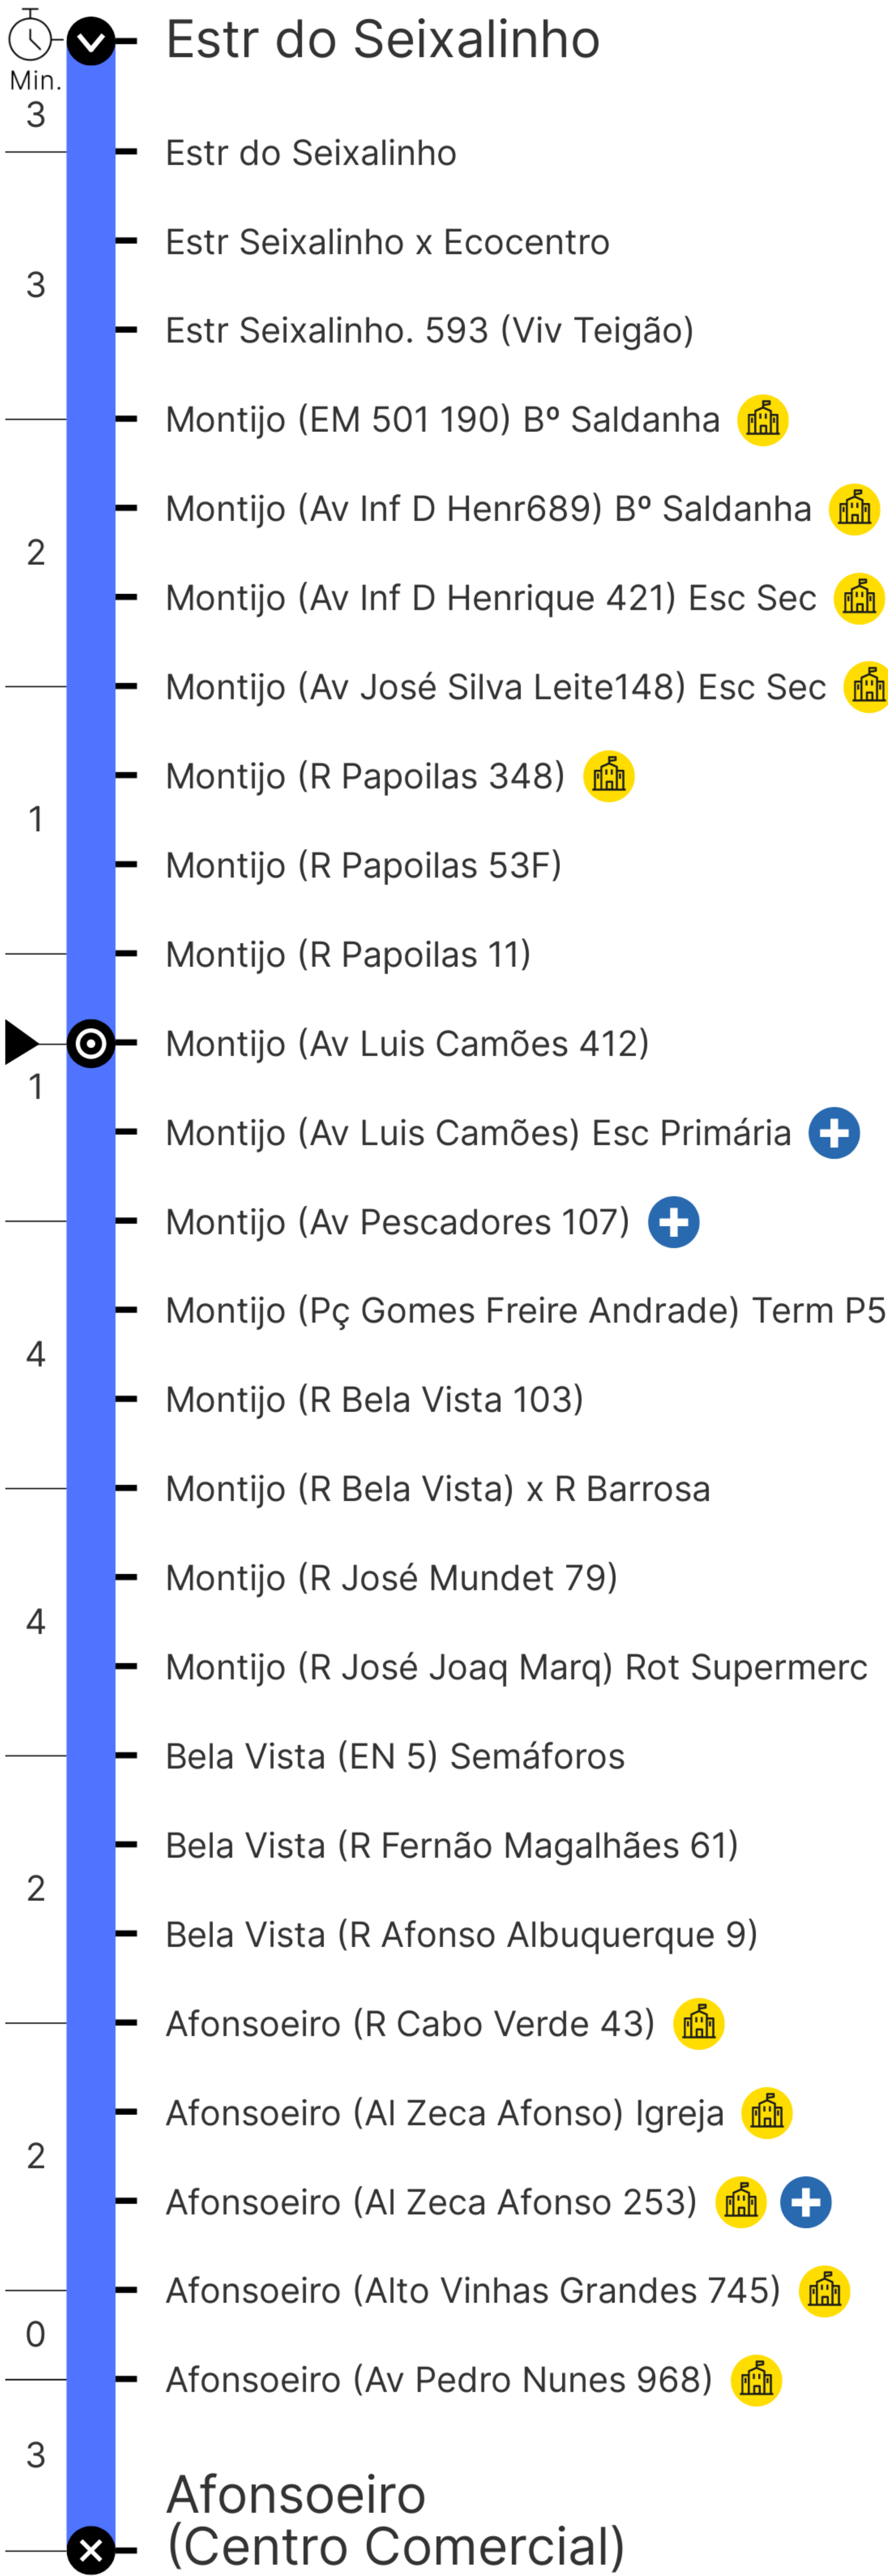 Estr do Seixalinho
Min.
3
Estr do Seixalinho
Estr Seixalinho x Ecocentro
3
Estr Seixalinho. 593 (Viv Teigão)
Montijo (EM 501 190) Bº Saldanha
Montijo (Av Inf D Henr689) Bº Saldanha
2
Montijo (Av Inf D Henrique 421) Esc Sec
Montijo (Av José Silva Leite148) Esc Sec
Montijo (R Papoilas 348)
1
Montijo (R Papoilas 53F)
Montijo (R Papoilas 11)
Montijo (Av Luis Camões 412)
1
Montijo (Av Luis Camões) Esc Primária
Montijo (Av Pescadores 107)
Montijo (Pç Gomes Freire Andrade) Term P5
4
Montijo (R Bela Vista 103)
Montijo (R Bela Vista) x R Barrosa
Montijo (R José Mundet 79)
4
Montijo (R José Joaq Marq) Rot Supermerc
Bela Vista (EN 5) Semáforos
Bela Vista (R Fernão Magalhães 61)
2
Bela Vista (R Afonso Albuquerque 9)
Afonsoeiro (R Cabo Verde 43)
Afonsoeiro (Al Zeca Afonso) Igreja
2
Afonsoeiro (Al Zeca Afonso 253)
Afonsoeiro (Alto Vinhas Grandes 745)
0
Afonsoeiro (Av Pedro Nunes 968)
3
Afonsoeiro
(Centro Comercial)